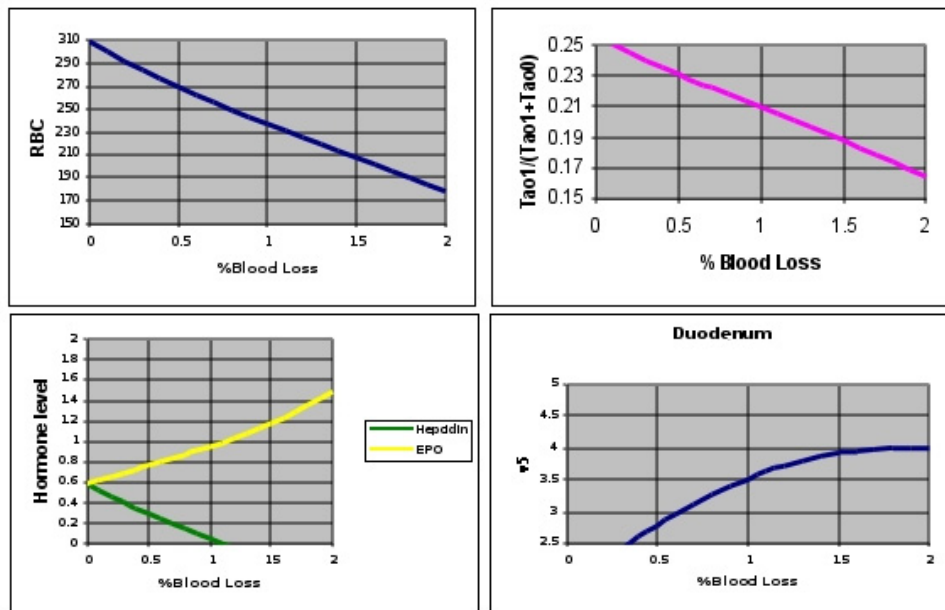 310
290
270
250
230
210
190
170
150
RBC
0 0.5 1 1.5 2
%Blood Loss
0.25
0.23
0.21
0.19
0.17
0.15
Tao1/(Tao1+Tao0)
0 0.5 1 1.5 2
% Blood Loss
2
1.8
1.6
1.4
1.2
1
0.8
0.6
0.4
0.2
0
Hormone level
0 0.5 1 1.5 2
%Blood Loss
Hepcidin
EPO
Duodenum
5
4.5
4
3.5
3
2.5
v5
0 0.5 1 1.5 2
%Blood Loss